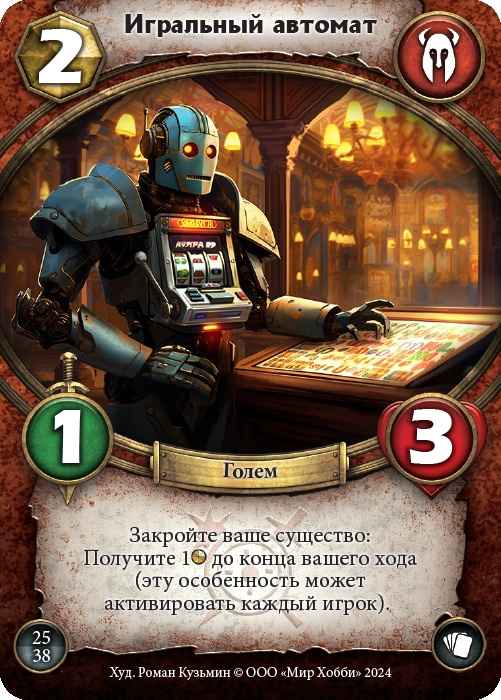 Игральный автомат
2
1
3
Голем
Закройте ваше существо:
Получите 1 до конца вашего хода
(эту особенность может
активировать каждый игрок).
25
38
Худ. Роман Кузьмин © ООО «Мир Хобби» 2024